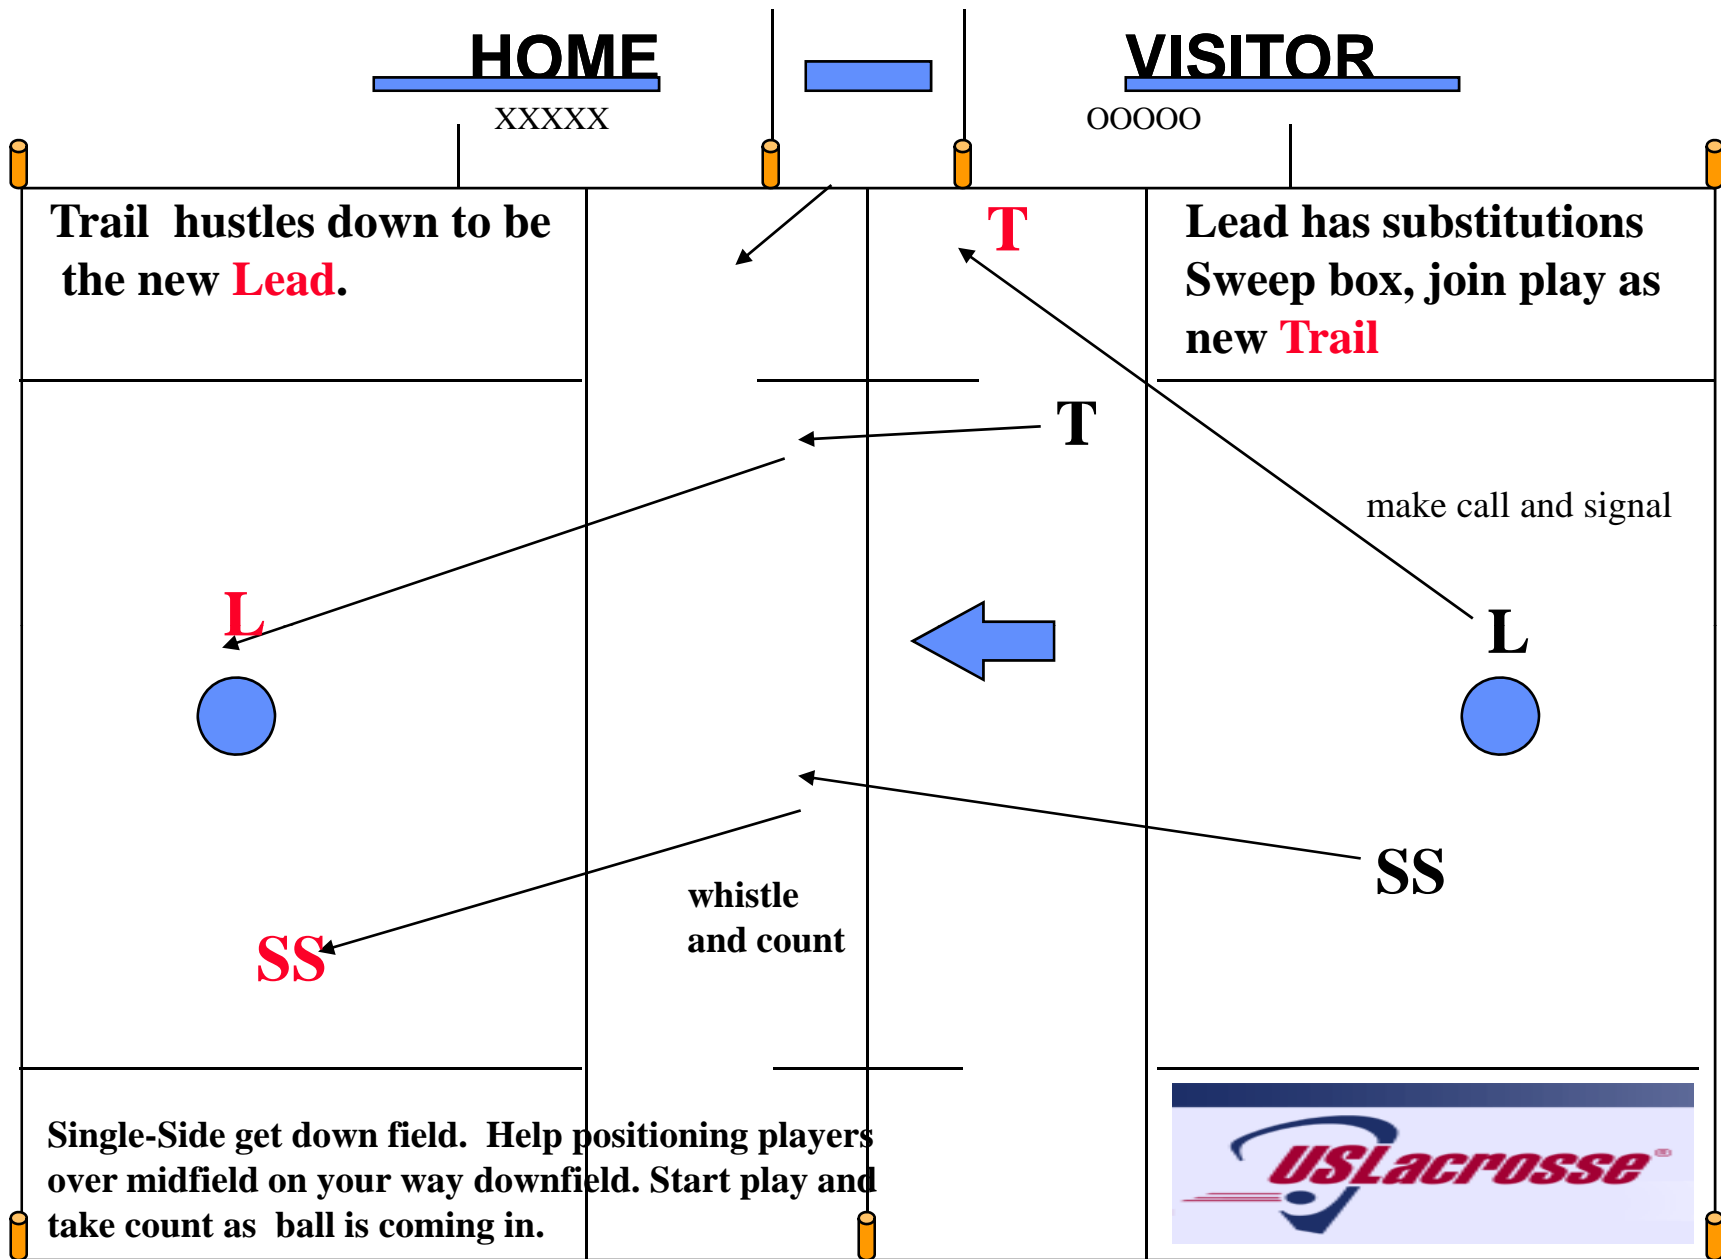 HOME
VISITOR
XXXXX
OOOOO
Trail hustles down to be
the new Lead.
T
Lead has substitutions
Sweep box, join play as
new Trail
T
make call and signal
L
L
SS
whistle
and count
SS
Single-Side get down field. Help positioning players
over midfield on your way downfield. Start play and
take count as ball is coming in.
USLacrosse®